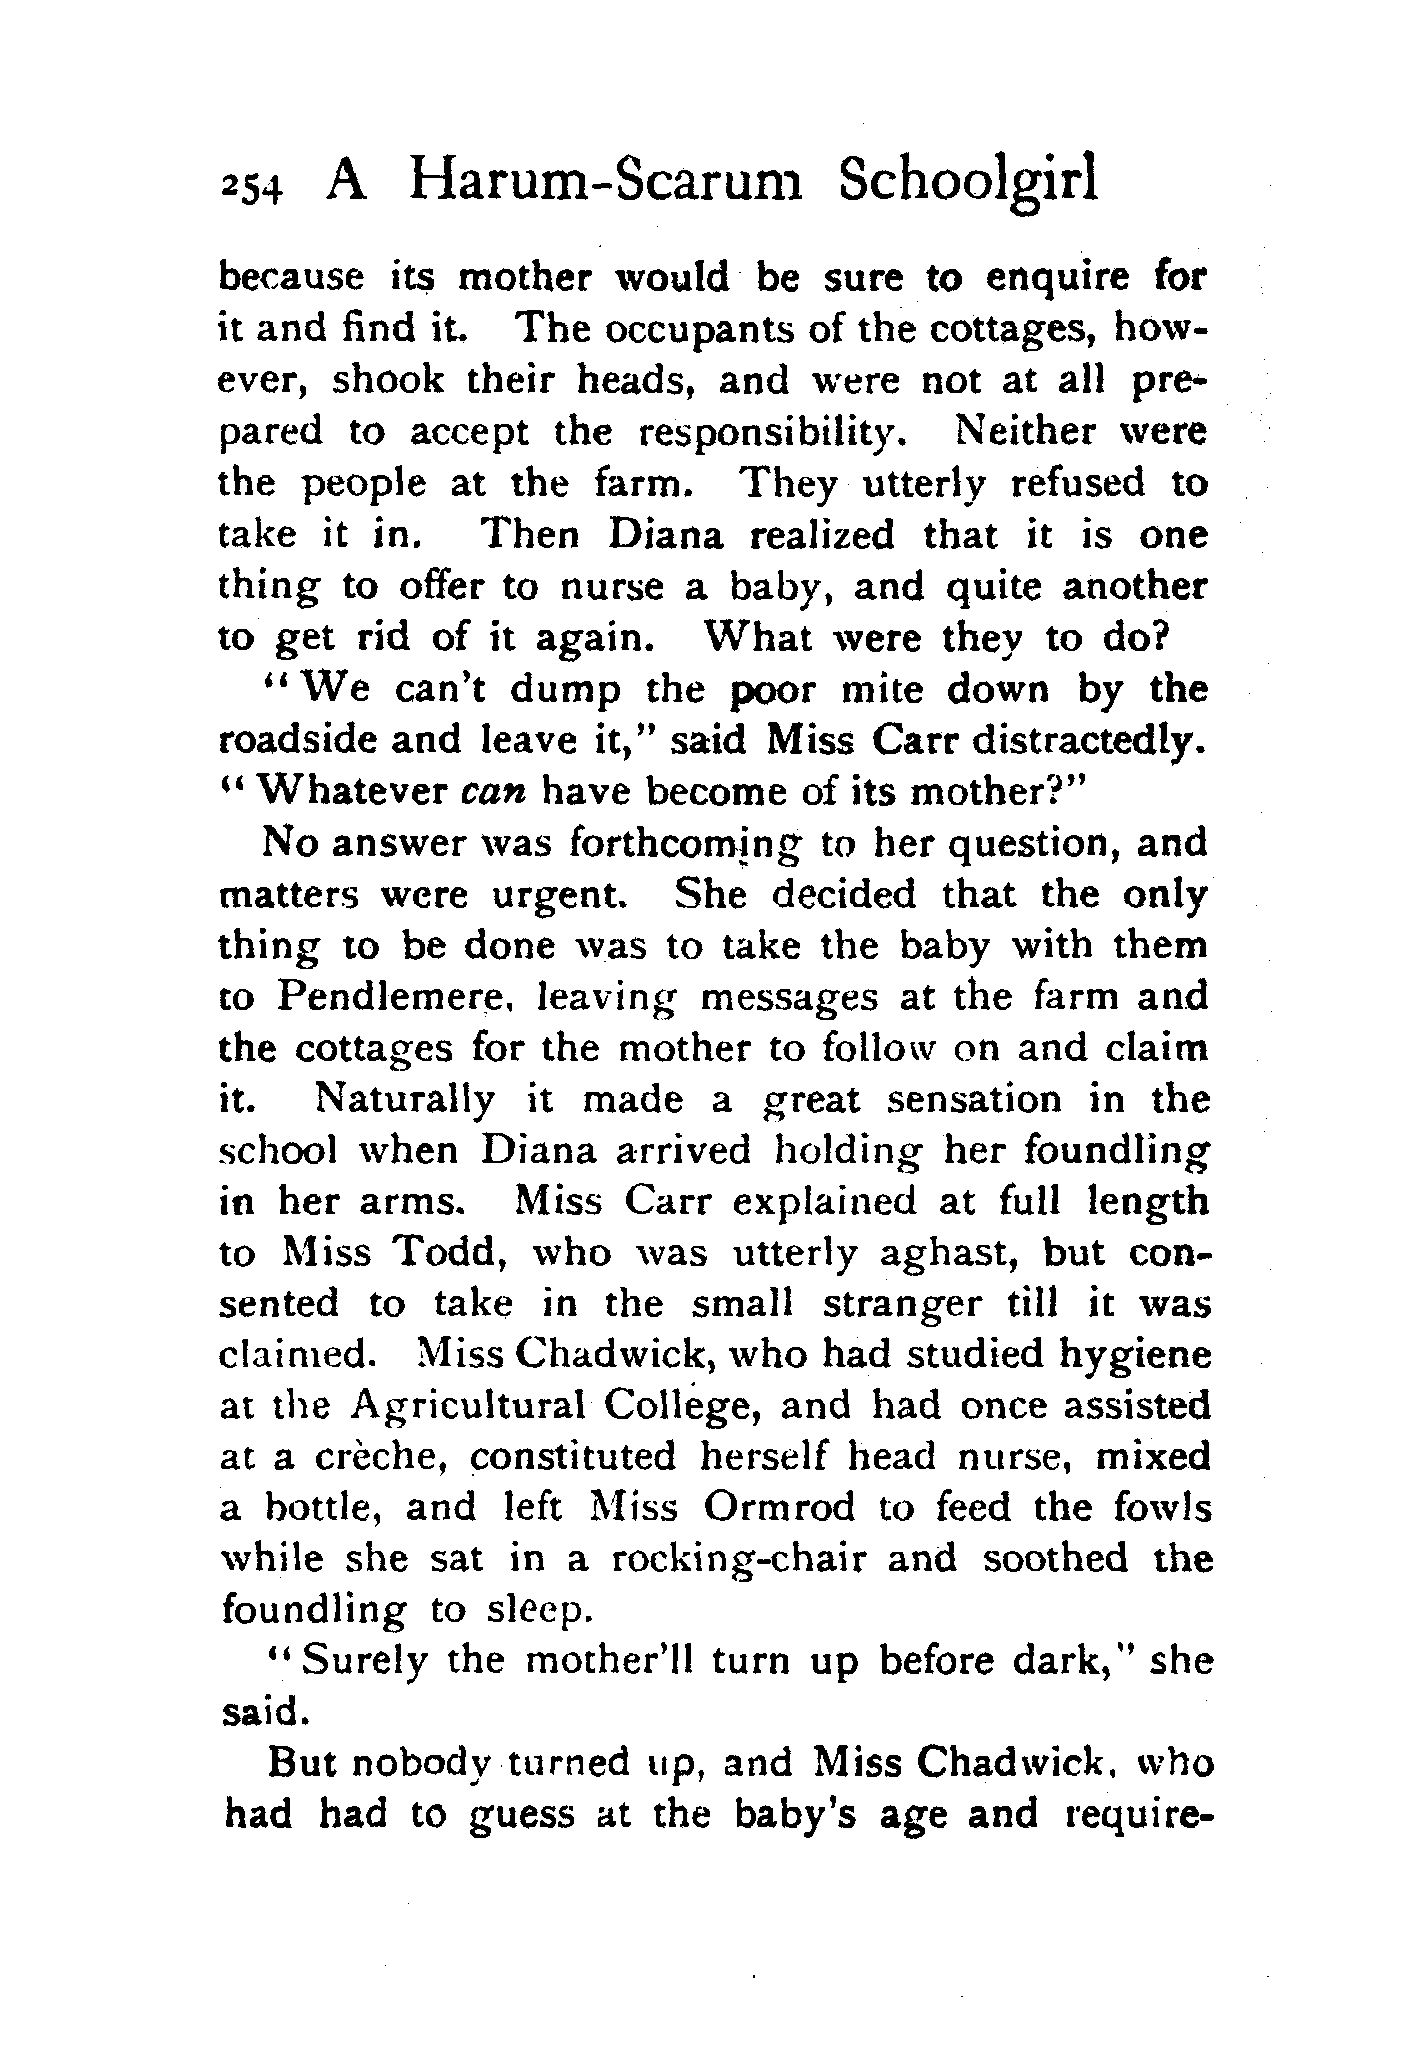 254 A Harum-Scarum Schoolgirl
because its mother would be sure to enquire for
it and find it. The occupants of the cottages, how-
ever, shook their heads, and were not at all pre-
pared to accept the responsibility. Neither were
the people at the farm. They utterly refused to
take it in. Then Diana realized that it is one
thing to offer to nurse a baby, and quite another
to get rid of it again. What were they to do?
"We can't dump the poor mite down by the
roadside and leave it," said Miss Carr distractedly.
"Whatever can have become of its mother?"
No answer was forthcoming to her question, and
matters were urgent. She decided that the only
thing to be done was to take the baby with them
to Pendlemere, leaving messages at the farm and
the cottages for the mother to follow on and claim
it. Naturally it made a great sensation in the
school when Diana arrived holding her foundling
in her arms. Miss Carr explained at full length
to Miss Todd, who was utterly aghast, but con-
sented to take in the small stranger till it was
claimed. Miss Chadwick, who had studied hygiene
at the Agricultural College, and had once assisted
at a crèche, constituted herself head nurse, mixed
a bottle, and left Miss Ormrod to feed the fowls
while she sat in a rocking-chair and soothed the
foundling to sleep.
"Surely the mother'll turn up before dark," she
said.
But nobody turned up, and Miss Chadwick, who
had had to guess at the baby's age and require-